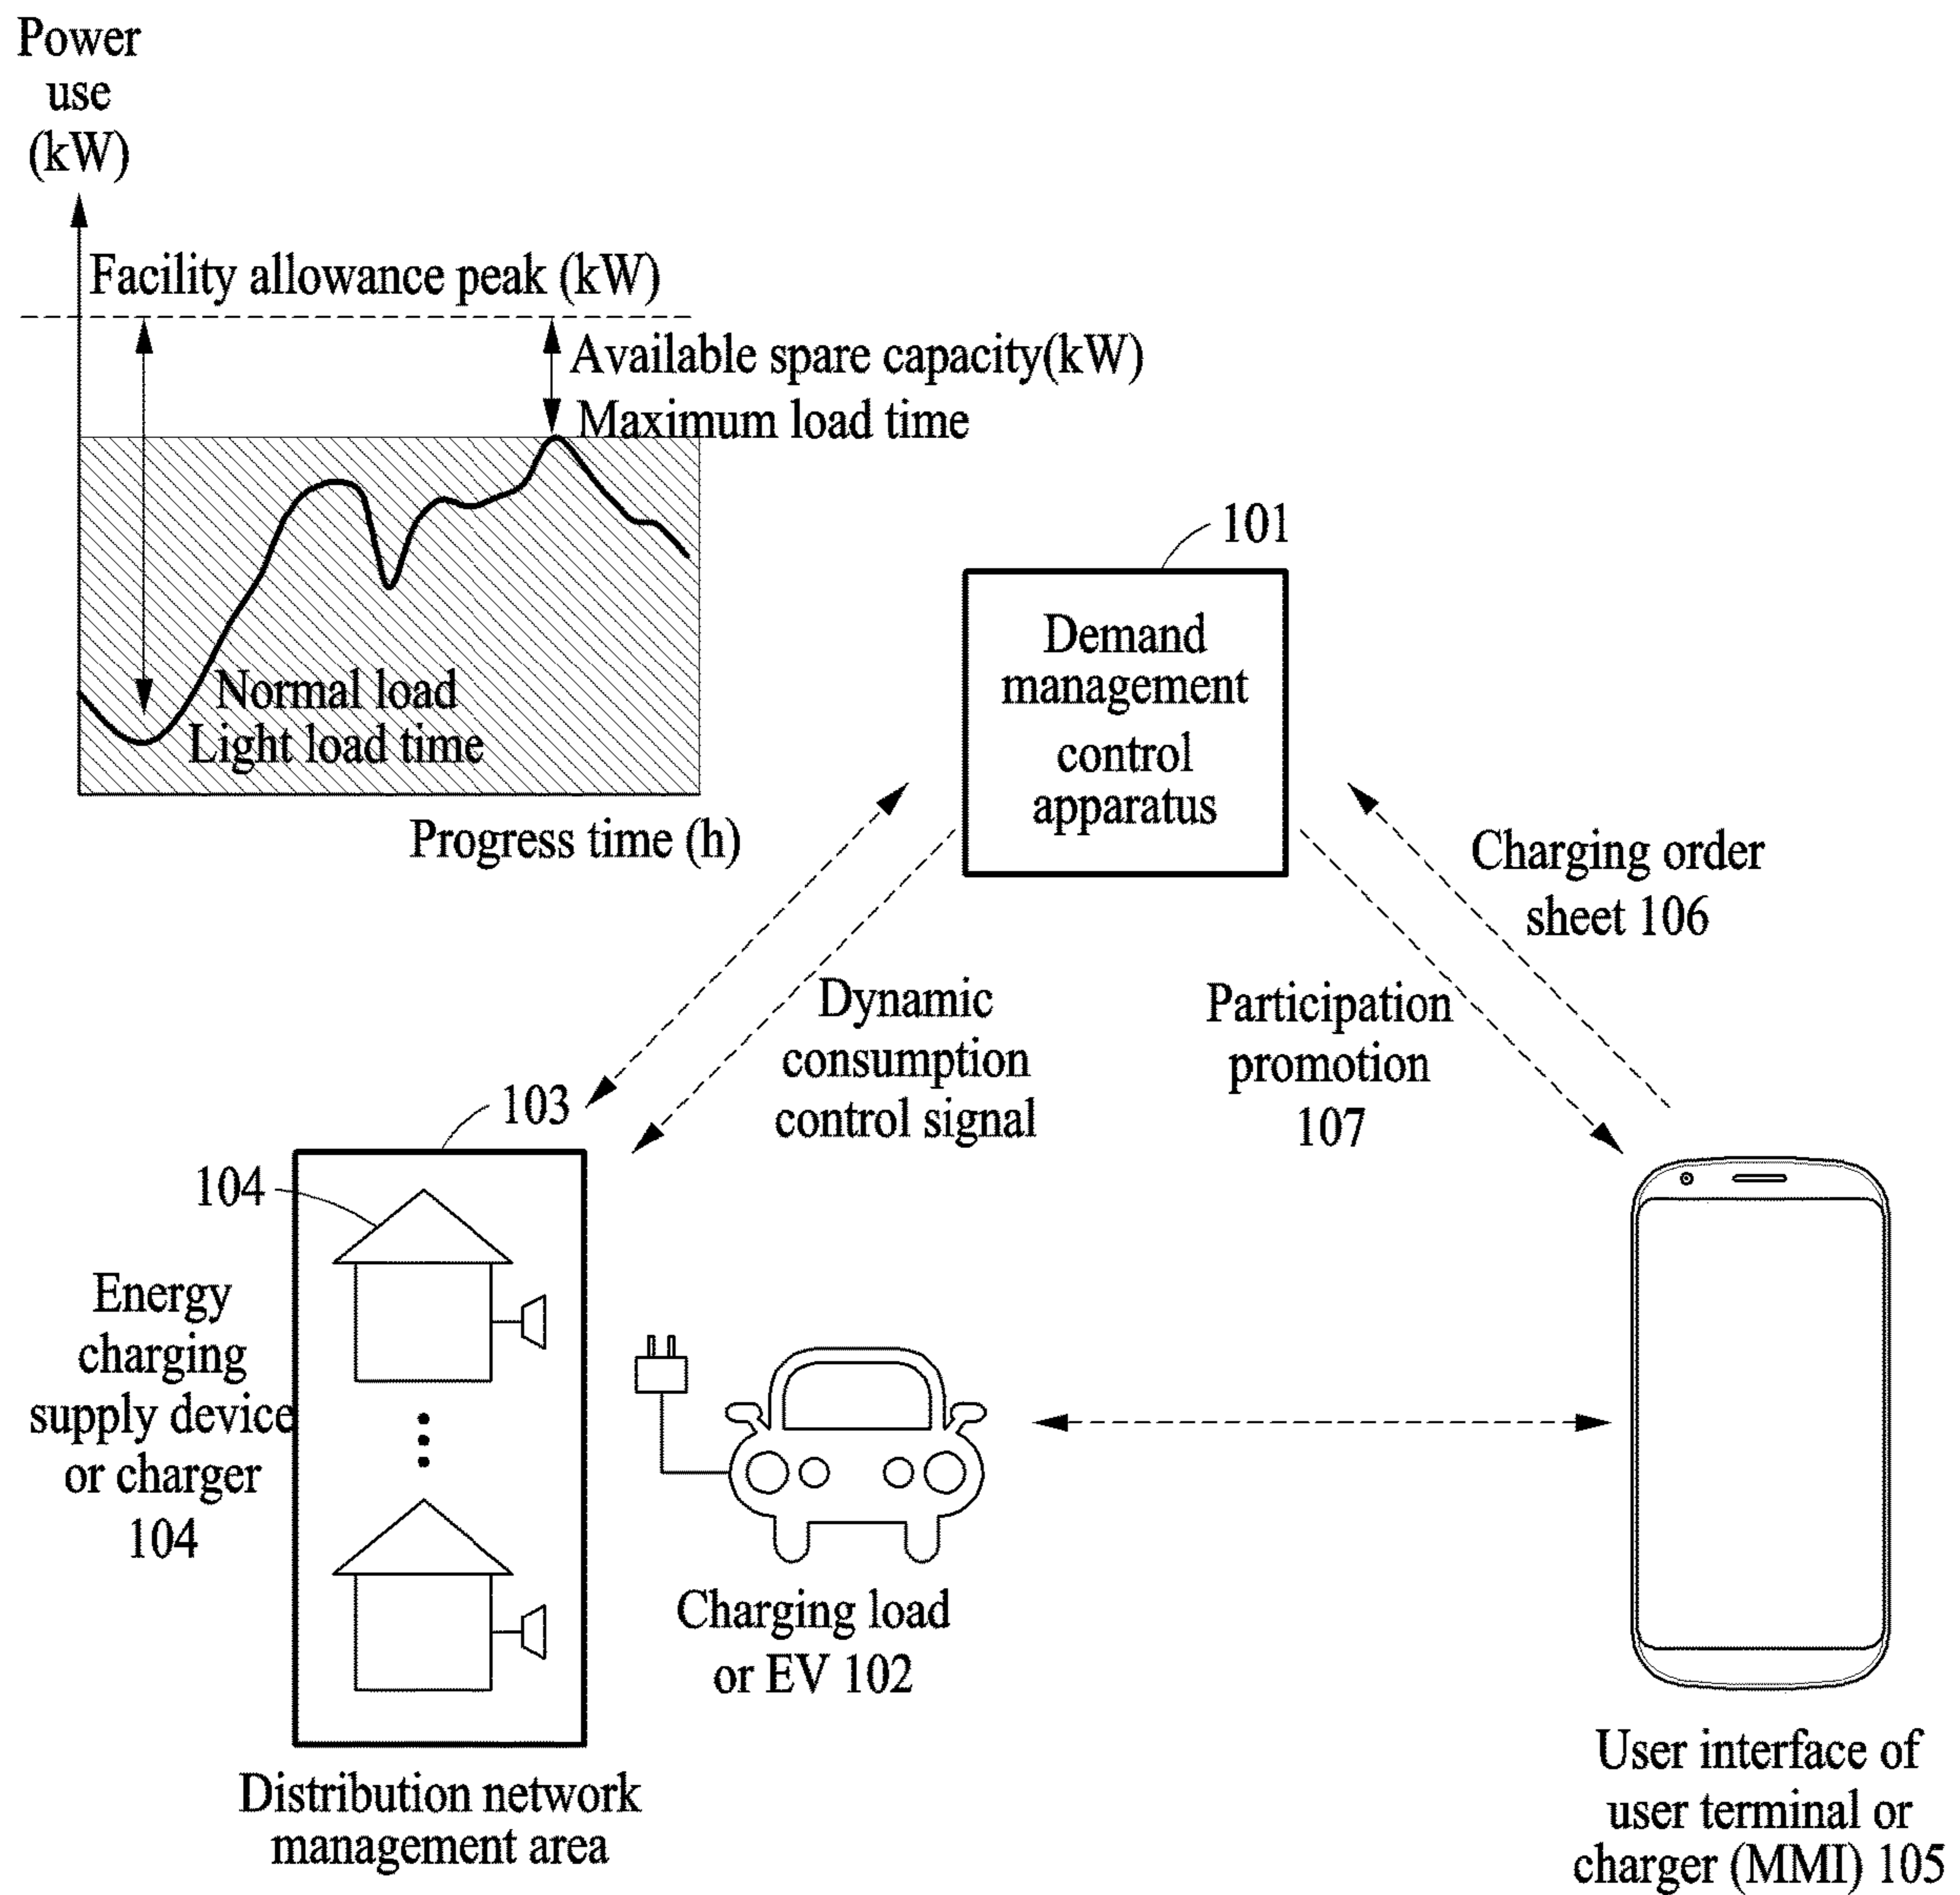 Power
use
(kW)
Facility allowance peak (kW)
Available spare capacity(kW)
Maximum load time
Normal load
Light load time
Progress time (h)
101
Demand
management
control
apparatus
Charging order
sheet 106
Participation
promotion
107
Dynamic
consumption
control signal
103
104
Energy
charging
supply device
or charger
104
Charging load
or EV 102
Distribution network
management area
User interface of
user terminal or
charger (MMI) 105